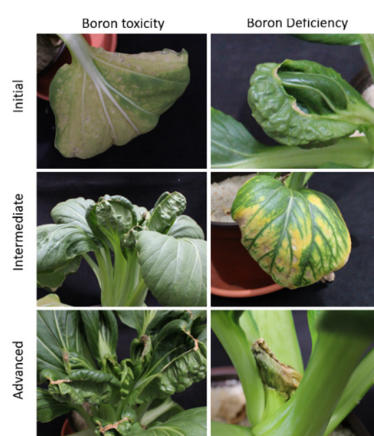 Boron toxicity
Boron Deficiency
Initial
Intermediate
Advanced